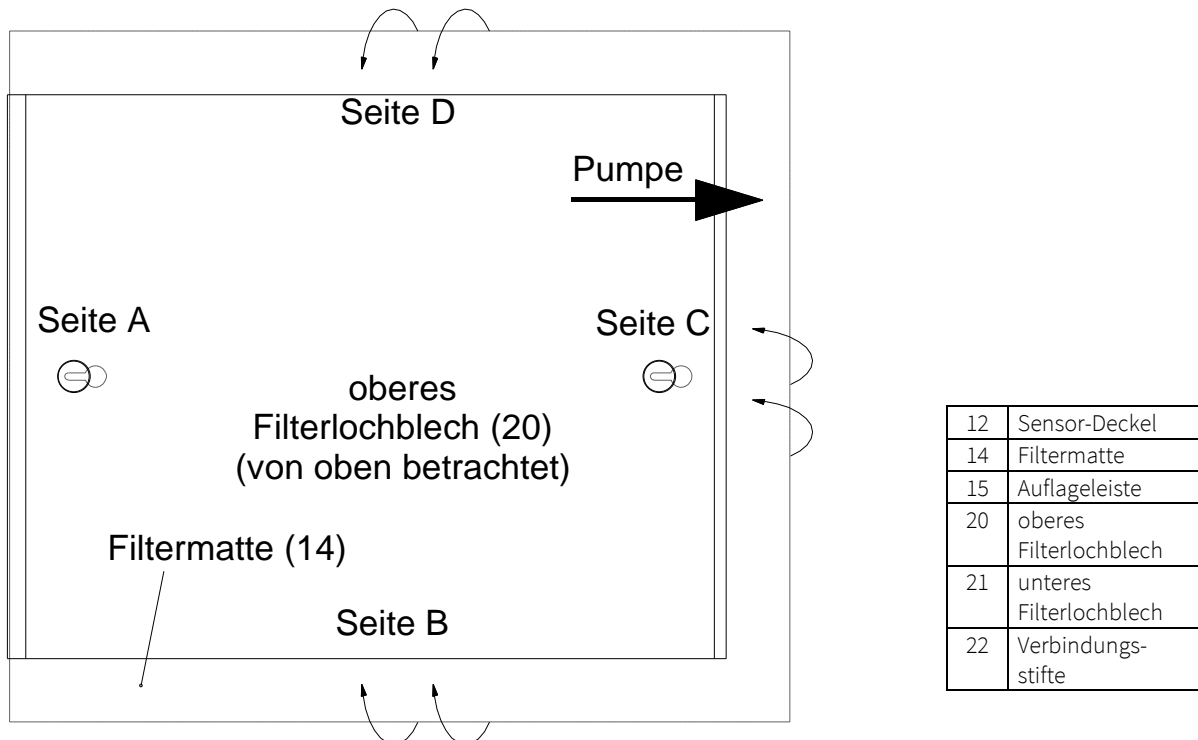 Seite D
Pumpe
Seite A
Seite C
oberes
Filterlochblech (20)
(von oben betrachtet)
Filtermatte (14)
Seite B
12 Sensor-Deckel
14 Filtermatte
15 Auflageleiste
20 oberes
Filterlochblech
21 unteres
Filterlochblech
22 Verbindungs-
stifte